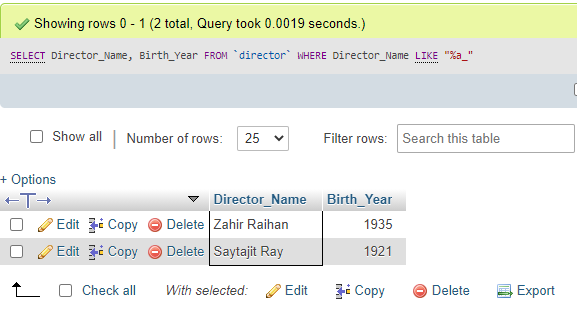 Showing rows 0 - 1 (2 total, Query took 0.0019 seconds.)
SELECT Director_Name, Birth_Year FROM `director` WHERE Director_Name LIKE "%a_"
Show all Number of rows: 25 Filter rows: Search this table
+ Options
Director_Name Birth_Year
Edit Copy Delete Zahir Raihan 1935
Edit Copy Delete Saytajit Ray 1921
Check all With selected: Edit Copy Delete Export